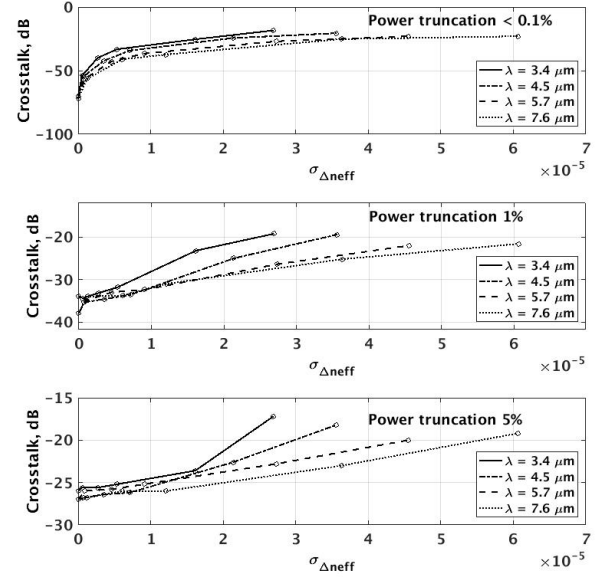 Power truncation < 0.1%
Crosstalk, dB
0
−50
−100
λ = 3.4 μm
λ = 4.5 μm
λ = 5.7 μm
λ = 7.6 μm
0 1 2 3 4 5 6 7
×10⁻⁵
σΔneff
Power truncation 1%
Crosstalk, dB
−20
−30
−40
λ = 3.4 μm
λ = 4.5 μm
λ = 5.7 μm
λ = 7.6 μm
0 1 2 3 4 5 6 7
×10⁻⁵
σΔneff
Power truncation 5%
Crosstalk, dB
−15
−20
−25
−30
λ = 3.4 μm
λ = 4.5 μm
λ = 5.7 μm
λ = 7.6 μm
0 1 2 3 4 5 6 7
×10⁻⁵
σΔneff